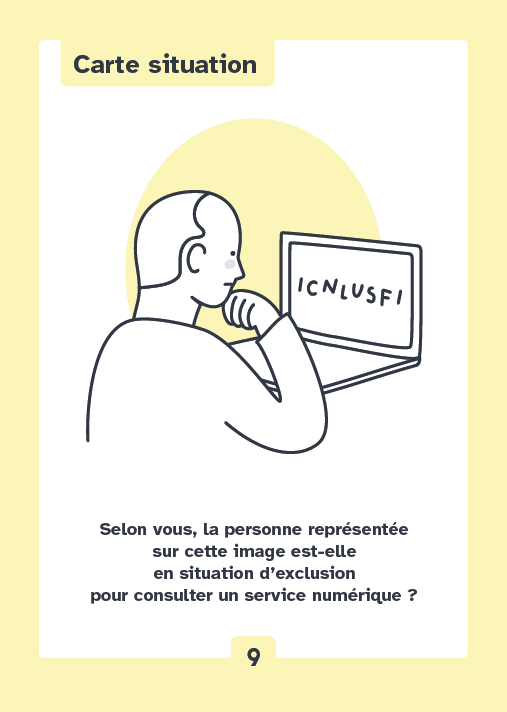 Carte situation
ICNLUSFI
Selon vous, la personne représentée
sur cette image est-elle
en situation d’exclusion
pour consulter un service numérique ?
9